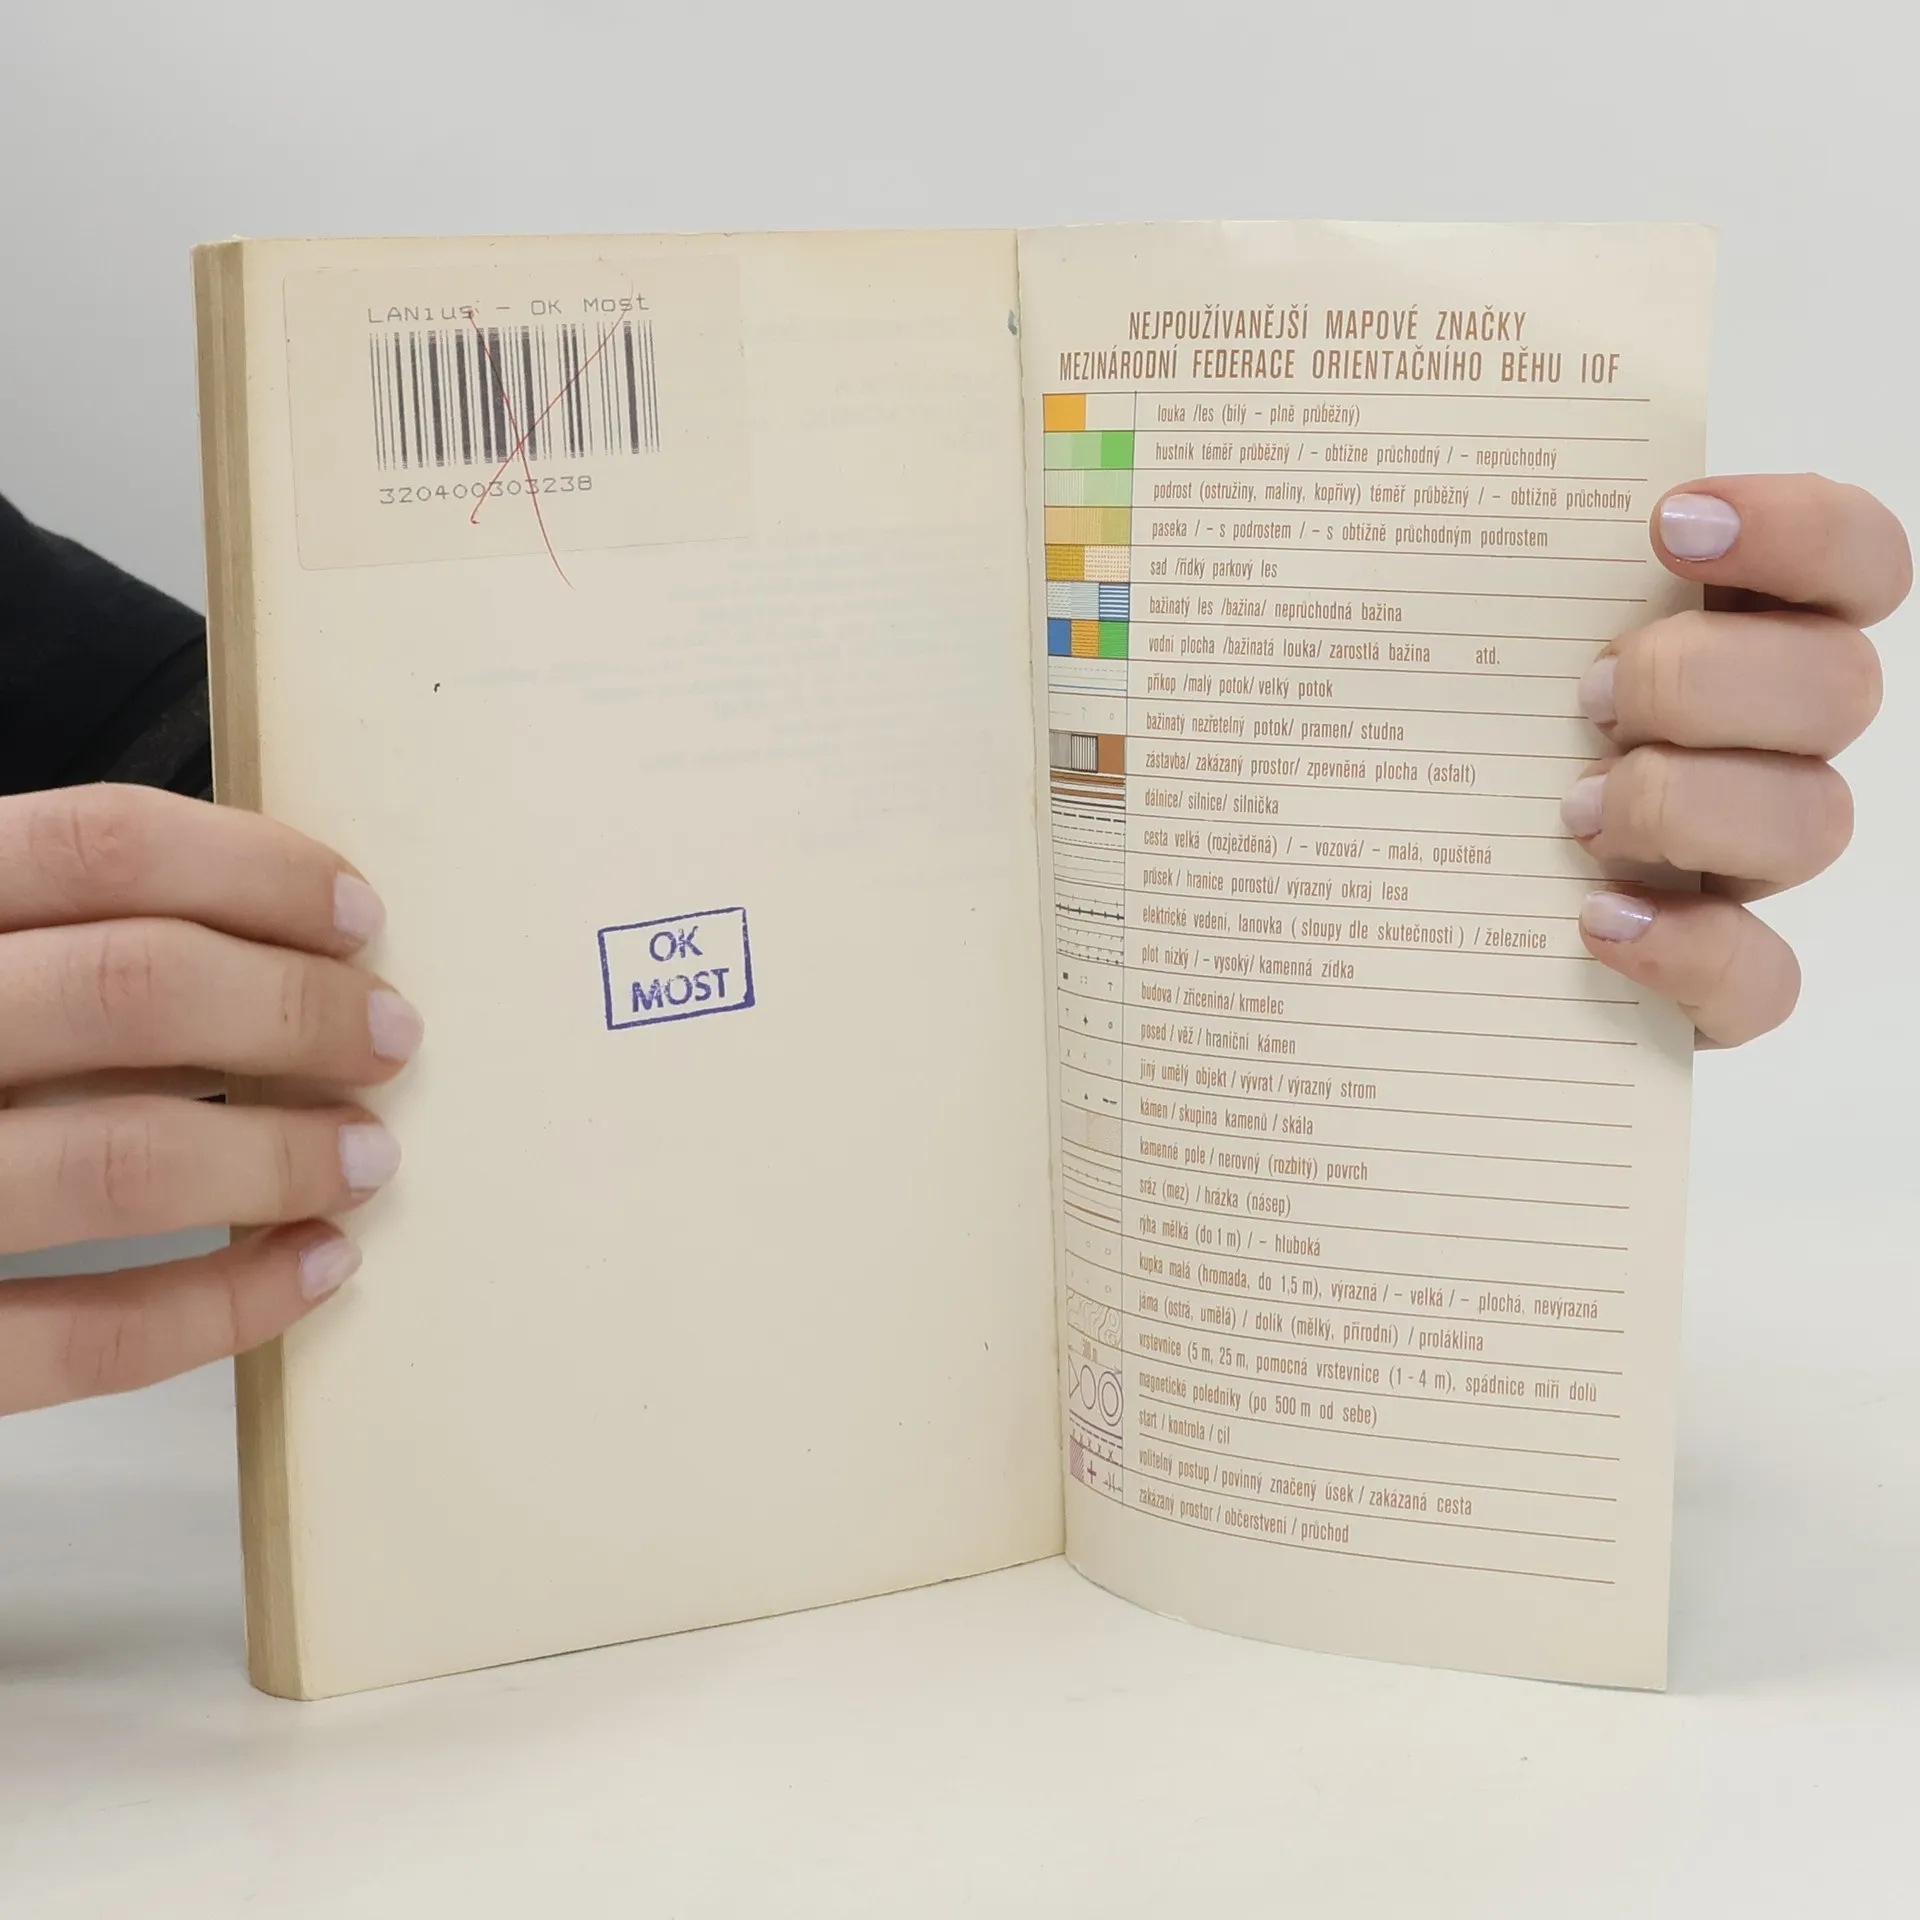 LANius - OK Most
320400303238
OK
MOST
NEJPOUŽÍVANĚJŠÍ MAPOVÉ ZNAČKY
MEZINÁRODNÍ FEDERACE ORIENTAČNÍHO BĚHU IOF
louka /les (bílý – plně průběžný)
hustník téměř průběžný / – obtížne průchodný / – neprůchodný
podrost (ostružiny, maliny, kopřivy) téměř průběžný / – obtížně průchodný
paseka / – s podrostem / – s obtížně průchodným podrostem
sad /řídký parkový les
bažinatý les /bažina/ neprůchodná bažina
vodní plocha /bažinatá louka/ zarostlá bažina atd.
příkop /malý potok/ velký potok
bažinatý nezřetelný potok/ pramen/ studna
zástavba/ zakázaný prostor/ zpevněná plocha (asfalt)
dálnice/ silnice/ silnička
cesta velká (rozježděná) / – vozová/ – malá, opuštěná
průsek / hranice porostů/ výrazný okraj lesa
elektrické vedení, lanovka ( sloupy dle skutečnosti ) / železnice
plot nízký / – vysoký/ kamenná zídka
budova / zřícenina/ krmelec
posed / věž / hraniční kámen
jiný umělý objekt / vývrat / výrazný strom
kámen / skupina kamenů / skála
kamenné pole / nerovný (rozbitý) povrch
sráz (mez) / hrázka (násep)
rýha mělká (do 1 m) / – hluboká
kupka malá (hromada, do 1,5 m), výrazná / – velká / – plochá, nevýrazná
jáma (ostrá, umělá) / dolík (mělký, přírodní) / proláklina
vrstevnice (5 m, 25 m, pomocná vrstevnice (1 - 4 m), spádnice míří dolů
500 m
magnetické poledníky (po 500 m od sebe)
start / kontrola / cíl
volitelný postup / povinný značený úsek / zakázaná cesta
zakázaný prostor / občerstvení / průchod